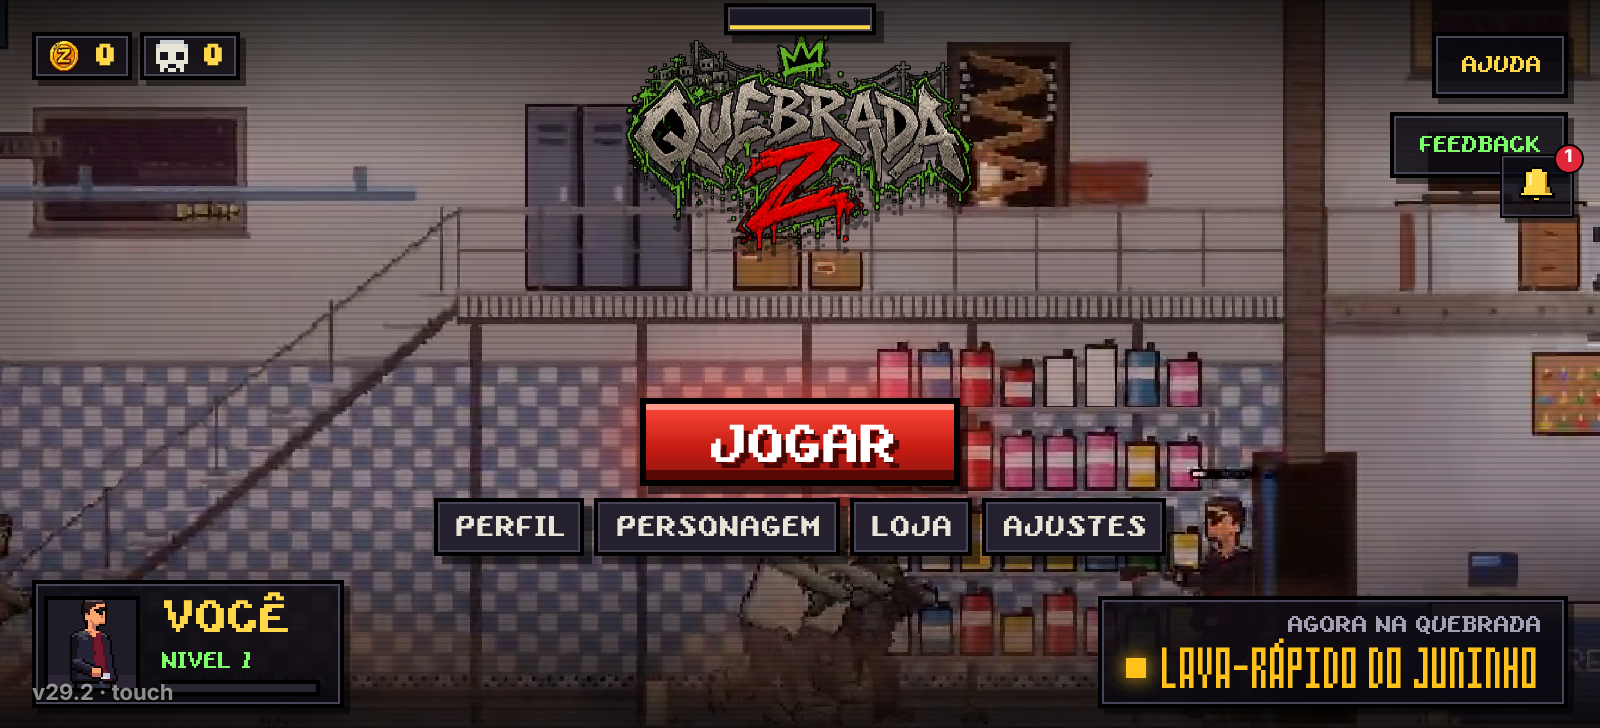 0
0
QUEBRADA
Z
AJUDA
FEEDBACK
1
JOGAR
PERFIL
PERSONAGEM
LOJA
AJUSTES
VOCÊ
NIVEL 1
v29.2 · touch
AGORA NA QUEBRADA
LAVA-RÁPIDO DO JUNINHO